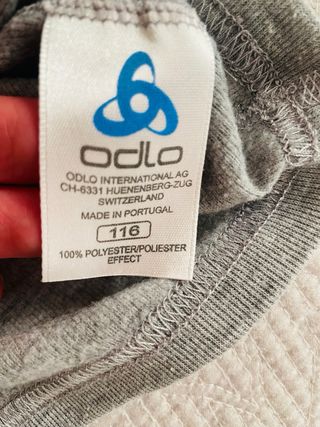 odlo
ODLO INTERNATIONAL AG
CH-6331 HUENENBERG-ZUG
SWITZERLAND
MADE IN PORTUGAL
116
100% POLYESTER/POLIESTER
EFFECT